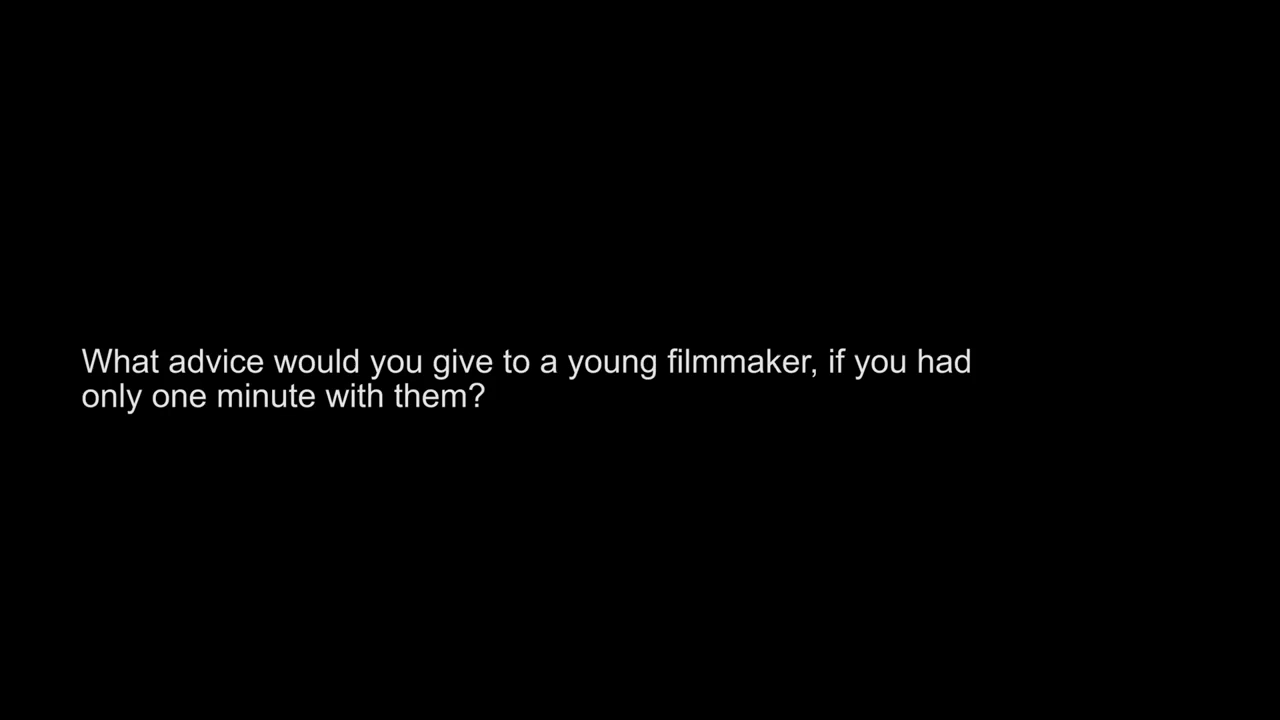 What advice would you give to a young filmmaker, if you had
only one minute with them?